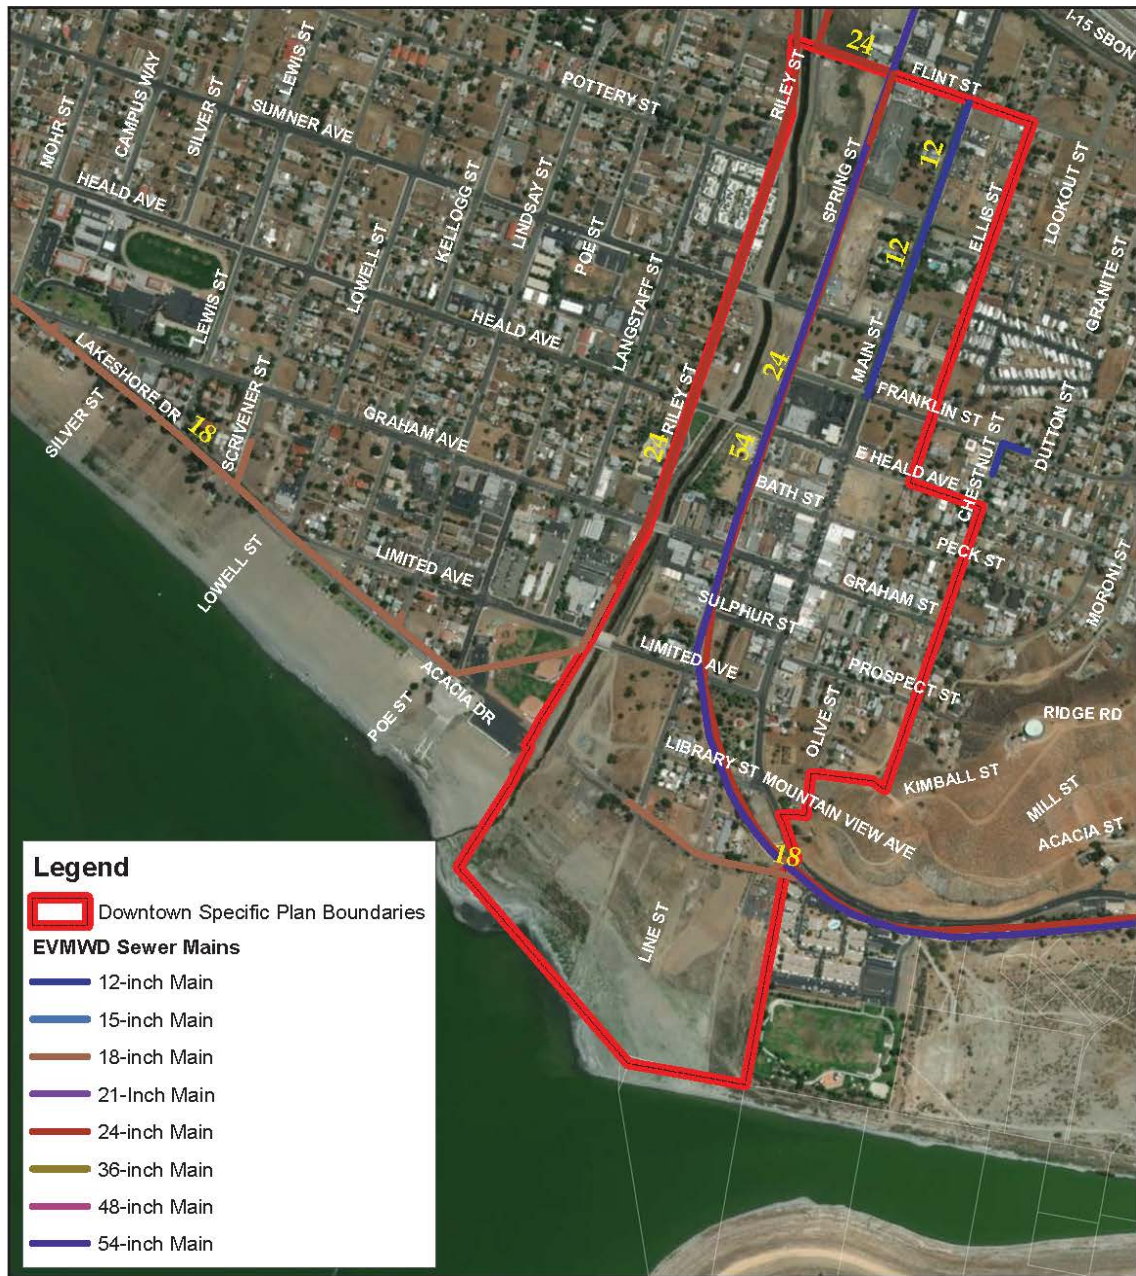 I-15 SBON
24
FLINT ST
RILEY ST
POTTERY ST
LEWIS ST
CAMPUS WAY
SILVER ST
MOHR ST
SUMNER AVE
HEALD AVE
KELLOGG ST
LINDSAY ST
POE ST
LOWELL ST
LEWIS ST
LANGSTAFF ST
HEALD AVE
SPRING ST
12
12
ELLIS ST
LOOKOUT ST
GRANITE ST
MAIN ST
FRANKLIN ST
24
RILEY ST
24
54
LAKESHORE DR
SILVER ST
18
SCRIVENER ST
GRAHAM AVE
BATH ST
E HEALD AVE
CHESTNUT ST
DUTTON ST
PECK ST
LOWELL ST
LIMITED AVE
GRAHAM ST
SULPHUR ST
MORONI ST
LIMITED AVE
PROSPECT ST
ACACIA DR
POE ST
OLIVE ST
RIDGE RD
LIBRARY ST
MOUNTAIN VIEW AVE
KIMBALL ST
MILL ST
ACACIA ST
18
LINE ST
Legend
Downtown Specific Plan Boundaries
EVMWD Sewer Mains
12-inch Main
15-inch Main
18-inch Main
21-Inch Main
24-inch Main
36-inch Main
48-inch Main
54-inch Main